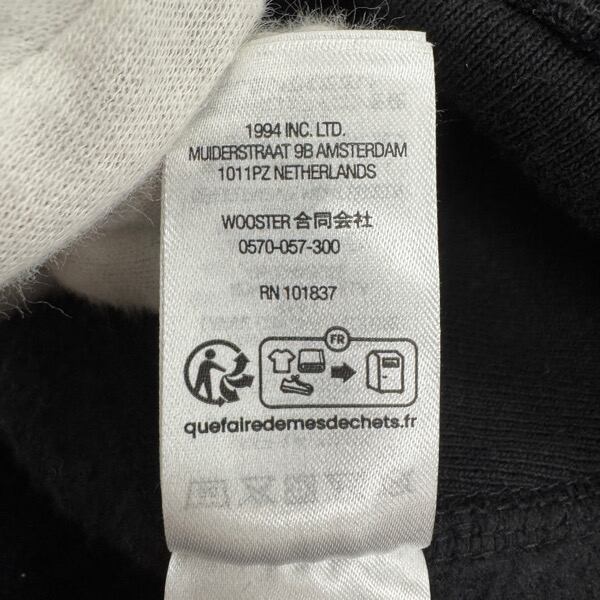 1994 INC. LTD.
MUIDERSTRAAT 9B AMSTERDAM
1011PZ NETHERLANDS
WOOSTER 合同会社
0570-057-300
RN 101837
FR
quefairedemesdechets.fr